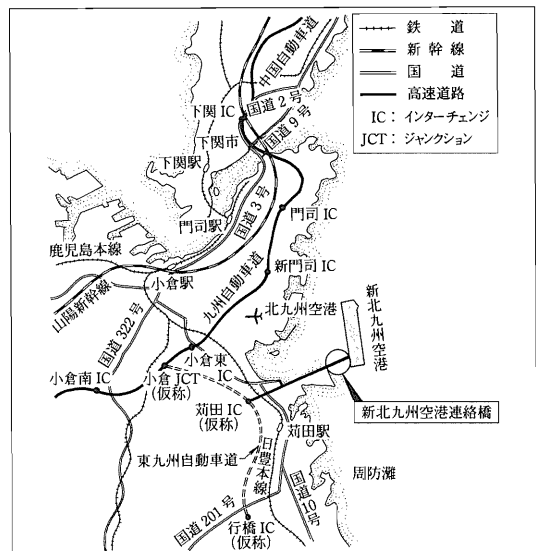 鉄道
新幹線
国道
高速道路
IC：インターチェンジ
JCT：ジャンクション
中国自動車道
国道2号
下関IC
国道9号
下関市
下関駅
門司駅
国道3号
門司IC
鹿児島本線
新門司IC
小倉駅
九州自動車道
山陽新幹線
北九州空港
新北九州空港
国道322号
小倉東
IC
小倉南IC
小倉JCT
(仮称)
新北九州空港連絡橋
苅田IC
(仮称)
苅田駅
東九州自動車道
日豊本線
周防灘
国道10号
国道201号
行橋IC
(仮称)